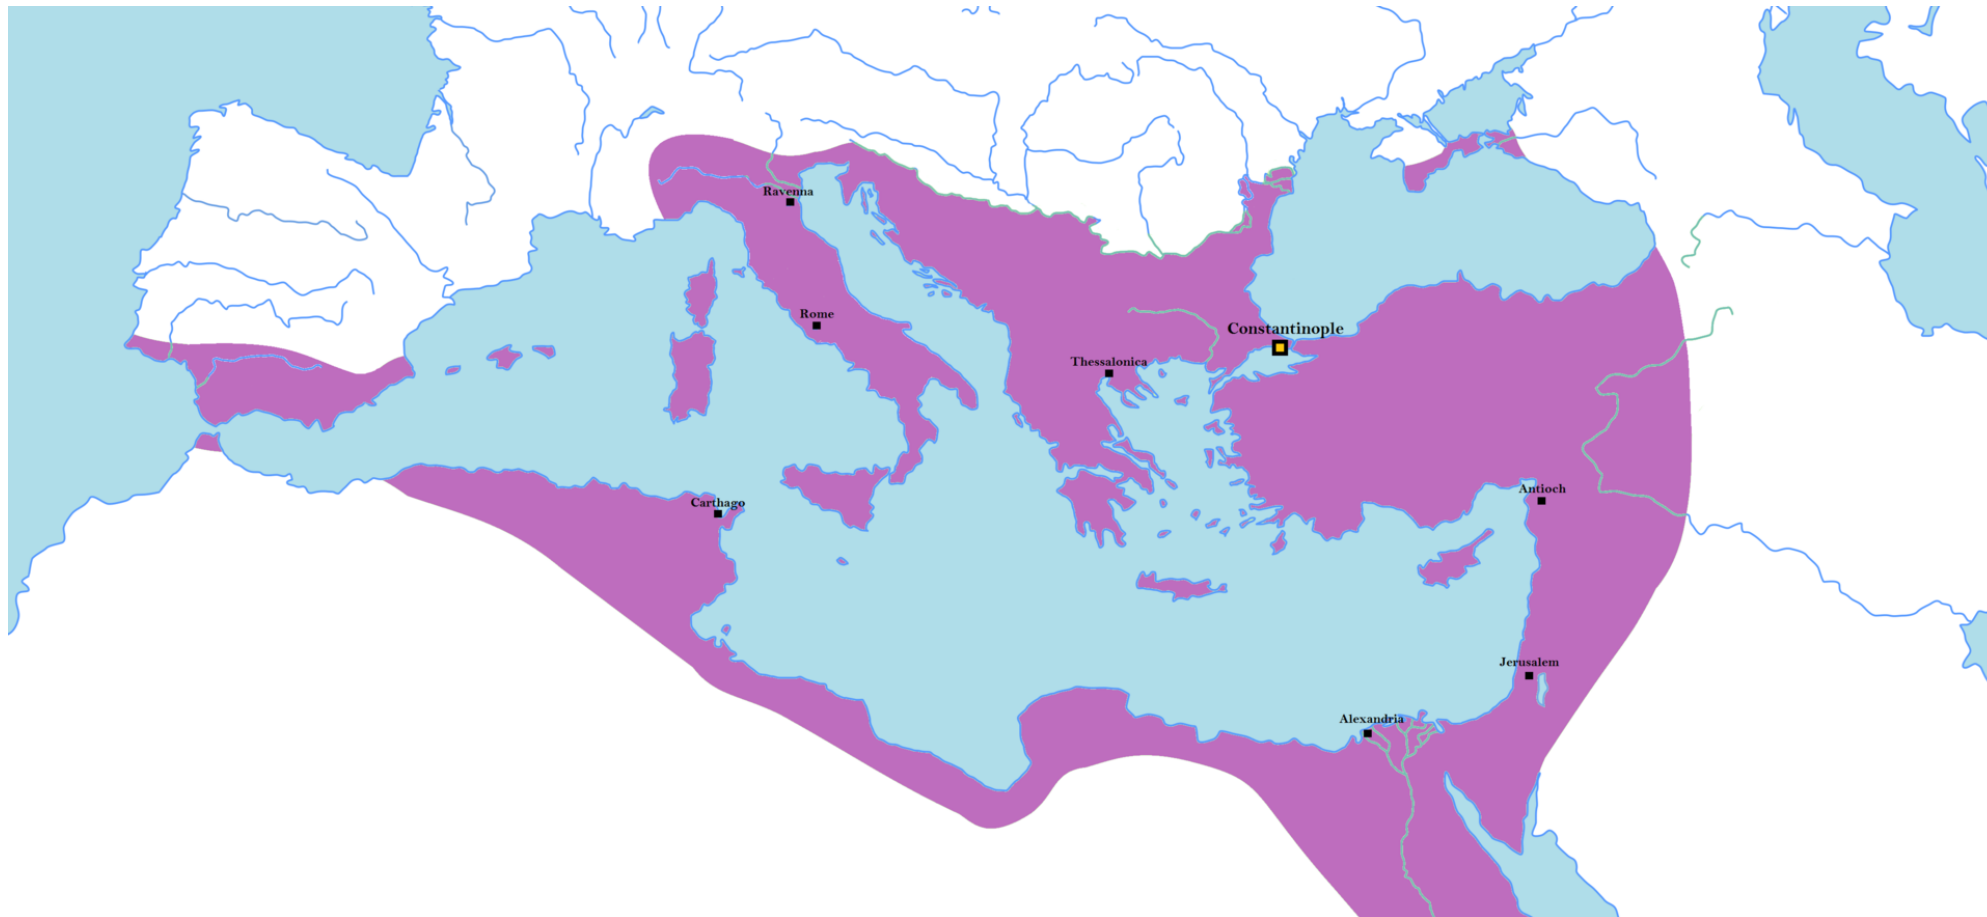 Ravenna
Rome
Constantinople
Thessalonica
Carthago
Antioch
Jerusalem
Alexandria